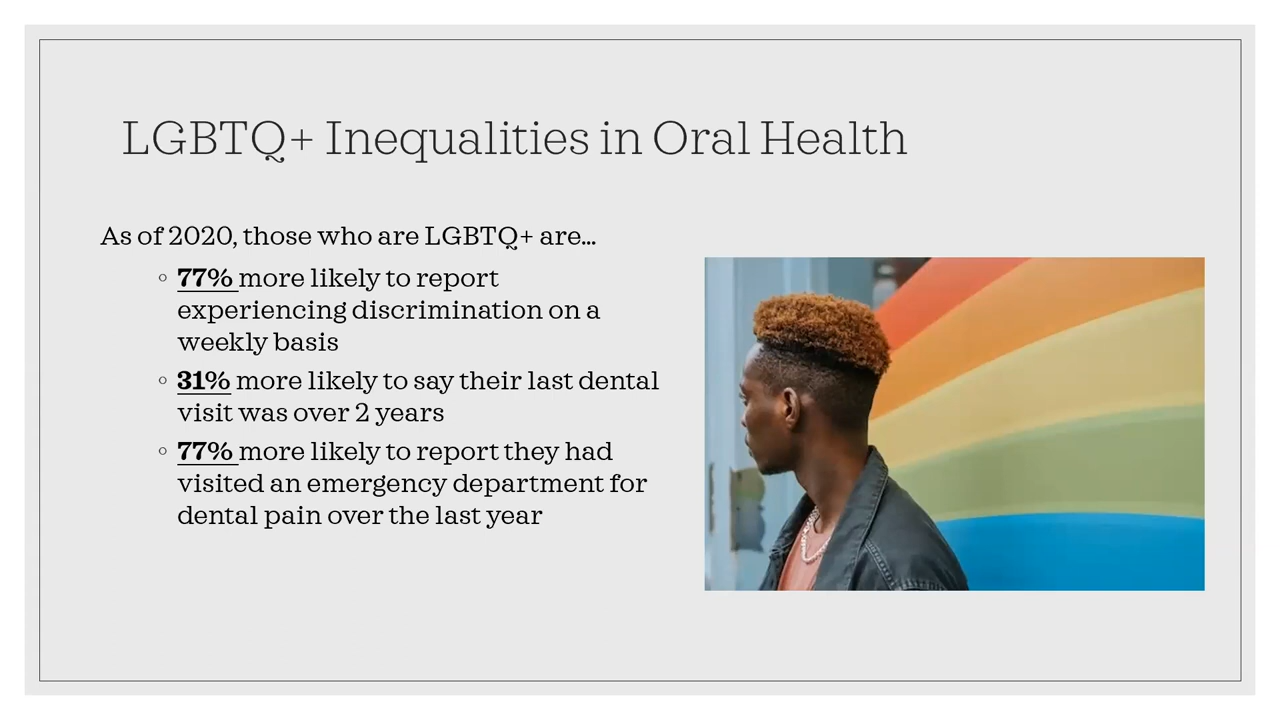 LGBTQ+ Inequalities in Oral Health
As of 2020, those who are LGBTQ+ are...
◦ 77% more likely to report
experiencing discrimination on a
weekly basis
◦ 31% more likely to say their last dental
visit was over 2 years
◦ 77% more likely to report they had
visited an emergency department for
dental pain over the last year